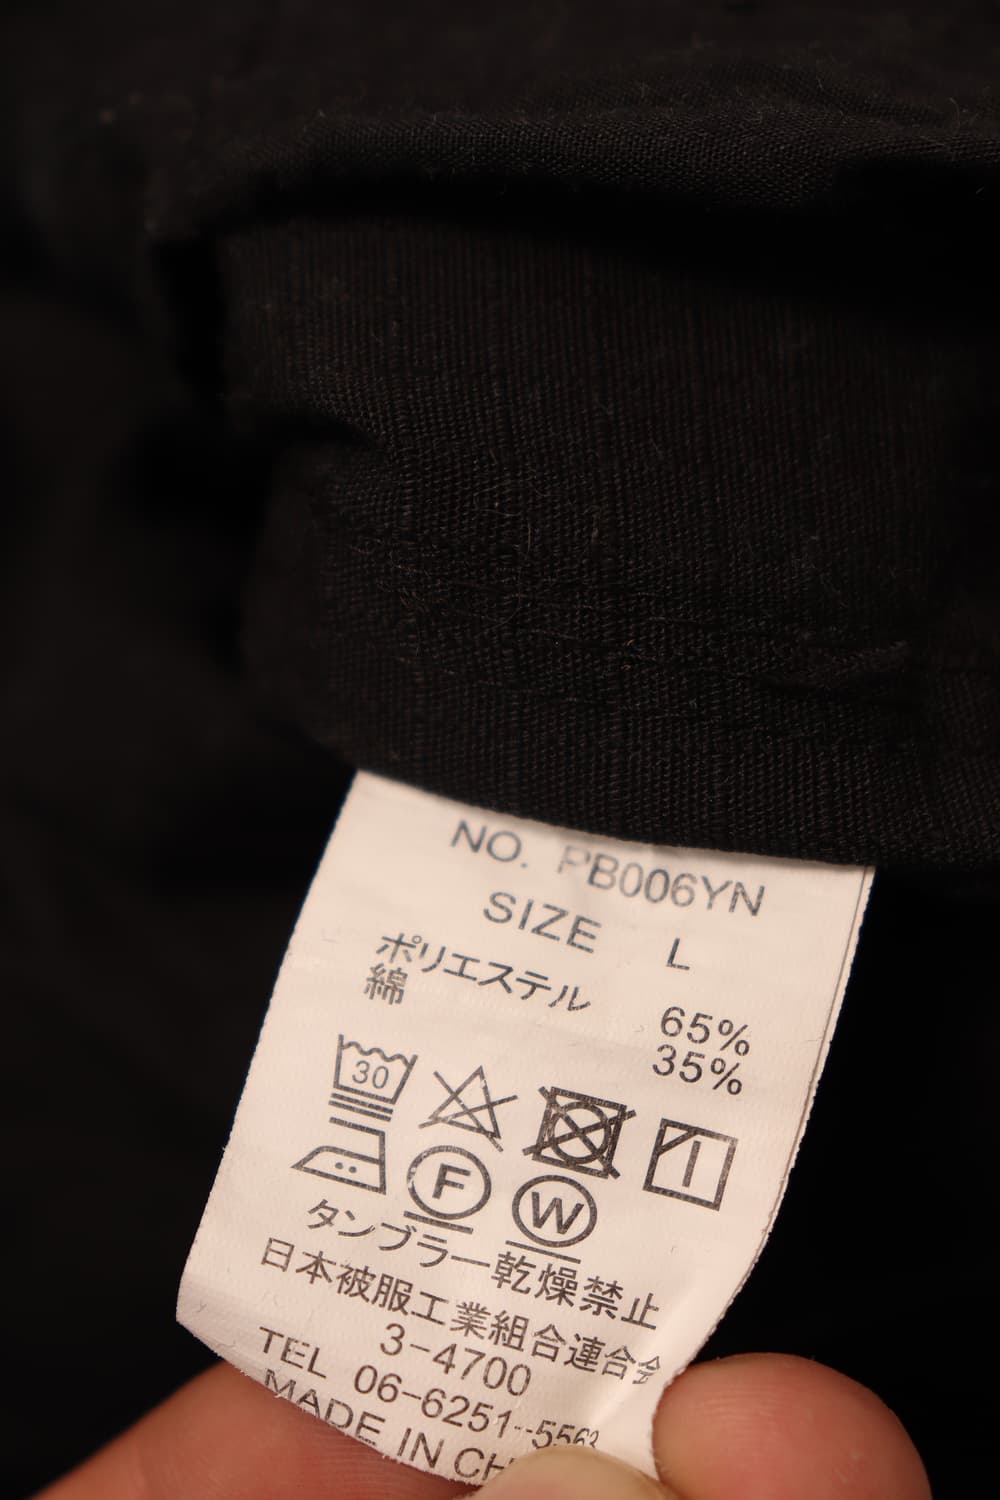 NO. PB006YN
SIZE L
ポリエステル 65%
綿 35%
30
F W
タンブラー乾燥禁止
日本被服工業組合連合会
3-4700
TEL 06-6251-5563
MADE IN